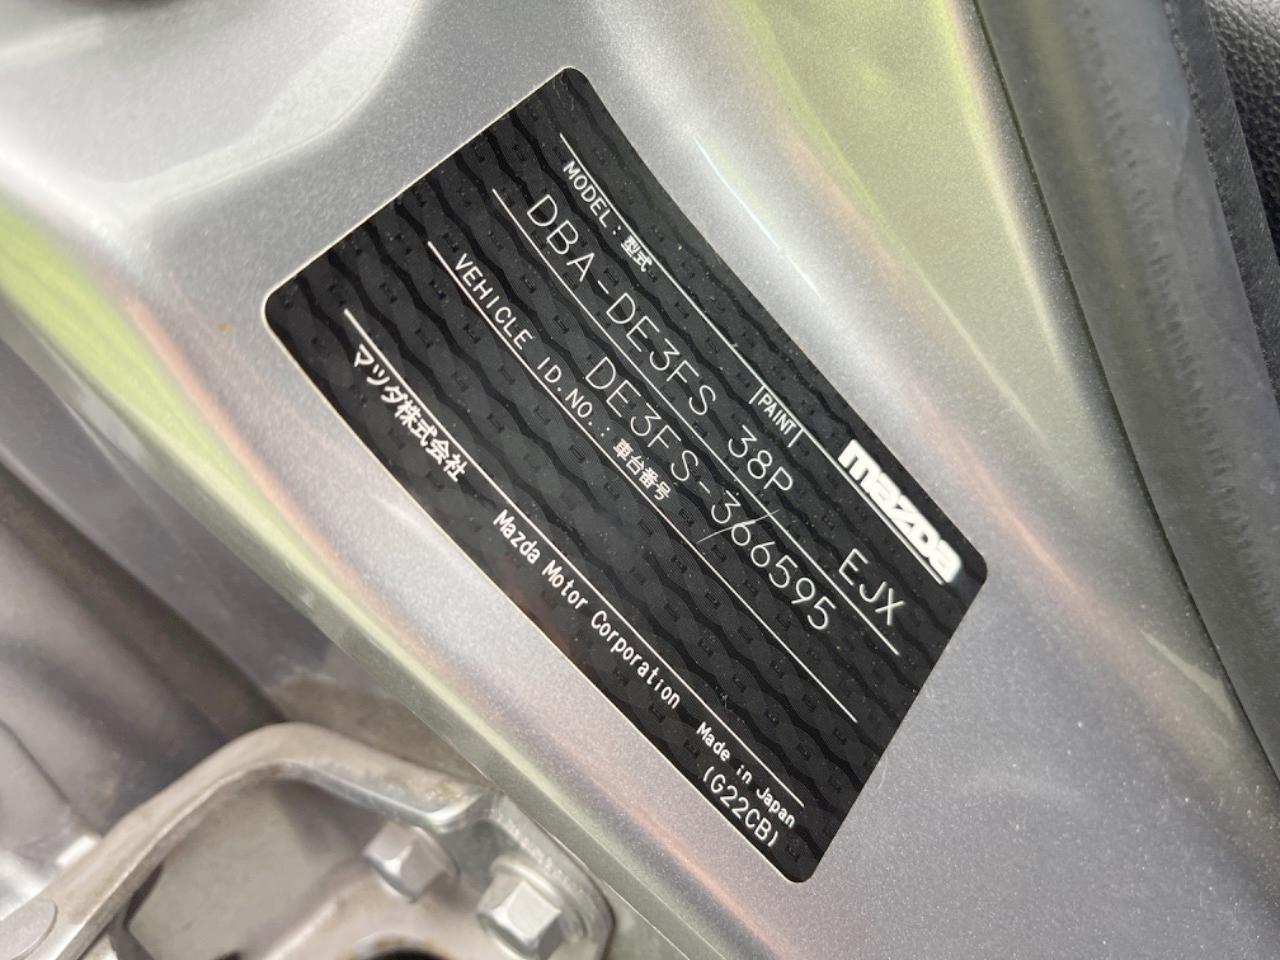 mazda
MODEL:型式
PAINT
DBA-DE3FS 38P EJX
VEHICLE ID.NO.:車台番号
DE3FS-366595
マツダ株式会社 Mazda Motor Corporation Made in Japan
(G22CB)